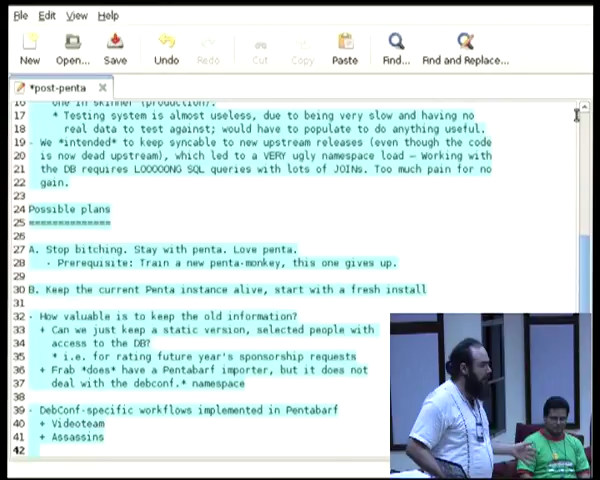 File Edit View Help
New Open... Save Undo Redo Cut Copy Paste Find... Find and Replace...
*post-penta
16 one in skinner (production).
17 * Testing system is almost useless, due to being very slow and having no
18 real data to test against; would have to populate to do anything useful.
19 - We *intended* to keep syncable to new upstream releases (even though the code
20 is now dead upstream), which led to a VERY ugly namespace load — Working with
21 the DB requires LOOOOONG SQL queries with lots of JOINs. Too much pain for no
22 gain.
23
24 Possible plans
25 ==============
26
27 A. Stop bitching. Stay with penta. Love penta.
28 - Prerequisite: Train a new penta-monkey, this one gives up.
29
30 B. Keep the current Penta instance alive, start with a fresh install
31
32 - How valuable is to keep the old information?
33 + Can we just keep a static version, selected people with
34 access to the DB?
35 * i.e. for rating future year's sponsorship requests
36 + Frab *does* have a Pentabarf importer, but it does not
37 deal with the debconf.* namespace
38
39 - DebConf-specific workflows implemented in Pentabarf
40 + Videoteam
41 + Assassins
42